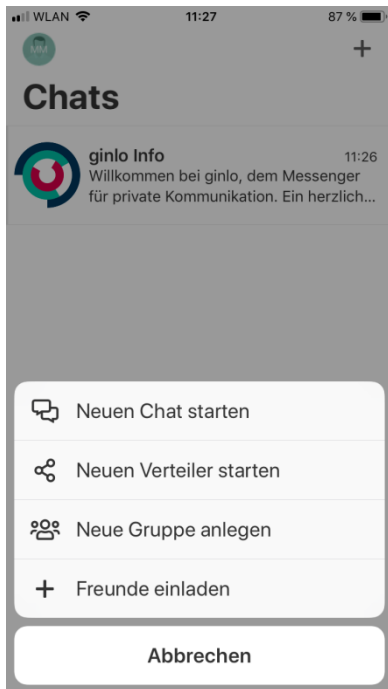 WLAN 11:27 87 %
MM
Chats
ginlo Info 11:26
Willkommen bei ginlo, dem Messenger
für private Kommunikation. Ein herzlich...
Neuen Chat starten
Neuen Verteiler starten
Neue Gruppe anlegen
Freunde einladen
Abbrechen